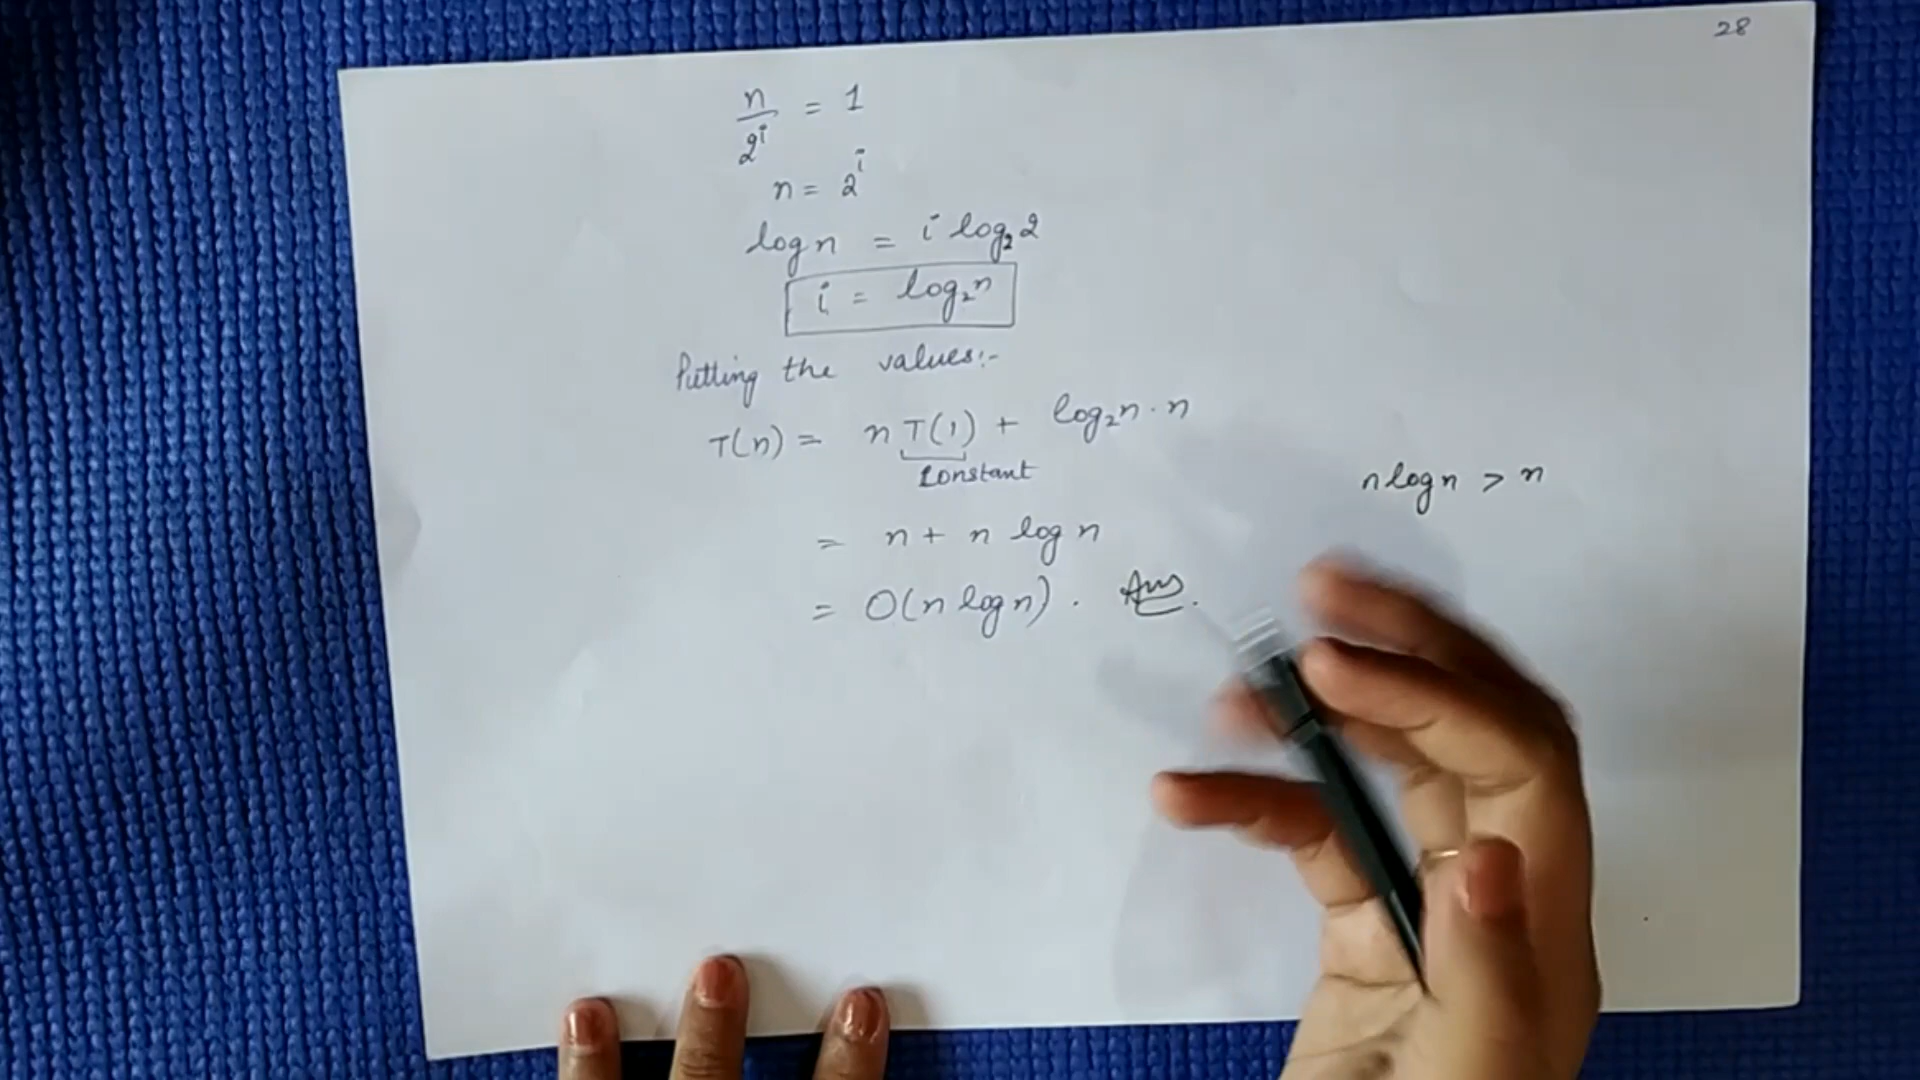 28
n/2^i = 1
n = 2^i
log n = i log₂ 2
i = log₂ n
Putting the values:-
T(n) = n T(1) + log₂ n · n
Constant
n log n > n
= n + n log n
= O(n log n) . Ans.